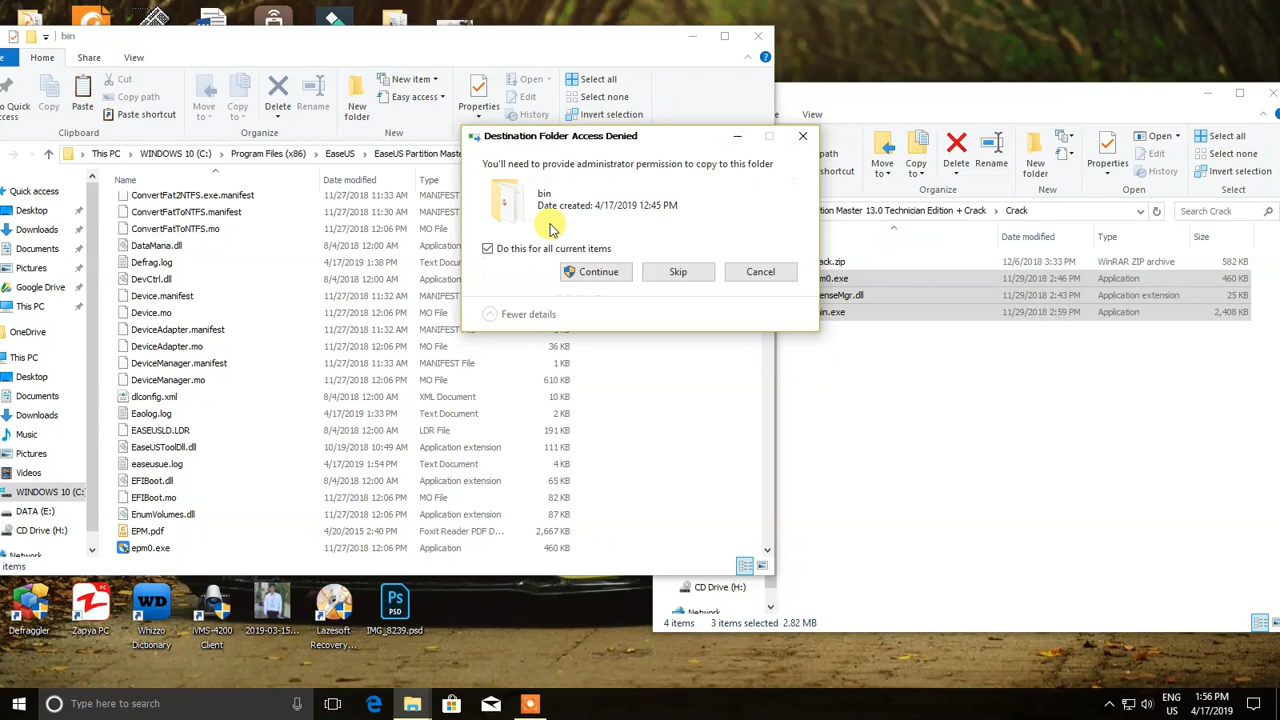 bin
Home Share View
Cut
Copy path
Paste shortcut
Copy Paste
Clipboard
Move to Copy to Delete Rename
Organize
New folder
New item
Easy access
New
Properties
Open
Edit
History
Select all
Select none
Invert selection
This PC > WINDOWS 10 (C:) > Program Files (x86) > EaseUS > EaseUS Partition Maste
Name Date modified Type
ConvertFat2NTFS.exe.manifest 11/27/2018 11:33 AM MANIFEST
ConvertFatToNTFS.manifest 11/27/2018 11:33 AM MANIFEST
ConvertFatToNTFS.mo 11/27/2018 12:06 PM MO File
DataMana.dll 8/4/2018 12:00 AM Application
Defrag.log 4/17/2019 1:38 PM Text Docume
DevCtrl.dll 8/4/2018 12:00 AM Application
Device.manifest 11/27/2018 11:33 AM MANIFEST
Device.mo 11/27/2018 12:06 PM MO File
DeviceAdapter.manifest 11/27/2018 11:33 AM MANIFEST
DeviceAdapter.mo 11/27/2018 12:06 PM MO File 36 KB
DeviceManager.manifest 11/27/2018 11:33 AM MANIFEST File 1 KB
DeviceManager.mo 11/27/2018 12:06 PM MO File 610 KB
dlconfig.xml 8/4/2018 12:00 AM XML Document 10 KB
Eaolog.log 4/17/2019 1:33 PM Text Document 2 KB
EASEUSLD.LDR 8/4/2018 12:00 AM LDR File 191 KB
EaseUSToolDll.dll 10/19/2018 10:49 AM Application extension 611 KB
easeusue.log 4/17/2019 1:54 PM Text Document 4 KB
EFIBoot.dll 8/4/2018 12:00 AM Application extension 65 KB
EFIBoot.mo 11/27/2018 12:06 PM MO File 82 KB
EnumVolumes.dll 11/27/2018 12:06 PM Application extension 87 KB
EPM.pdf 4/20/2015 2:40 PM Foxit Reader PDF D... 2,667 KB
epm0.exe 11/27/2018 12:06 PM Application 460 KB
items
Quick access
Desktop
Downloads
Documents
Pictures
Google Drive
This PC
OneDrive
This PC
Desktop
Documents
Downloads
Music
Pictures
Videos
WINDOWS 10 (C:)
DATA (E:)
CD Drive (H:)
Network
Destination Folder Access Denied
You'll need to provide administrator permission to copy to this folder
bin
Date created: 4/17/2019 12:45 PM
Do this for all current items
Continue Skip Cancel
Fewer details
View
path
shortcut
Move to Copy to Delete Rename
Organize
New folder
New
Properties
Open
Edit
History
Open
Select all
Select none
Invert selection
Select
tion Master 13.0 Technician Edition + Crack > Crack
Search Crack
Date modified Type Size
ack.zip 12/6/2018 3:33 PM WinRAR ZIP archive 582 KB
m0.exe 11/29/2018 2:46 PM Application 460 KB
enseMgr.dll 11/29/2018 2:43 PM Application extension 25 KB
in.exe 11/29/2018 2:59 PM Application 2,408 KB
CD Drive (H:)
Network
4 items 3 items selected 2.82 MB
Defraggler
Zapya PC
WD
Whizzo Dictionary
iVMS-4200 Client
2019-03-15...
Lazesoft Recovery...
Ps
PSD
IMG_8239.psd
Type here to search
ENG
US
1:56 PM
4/17/2019